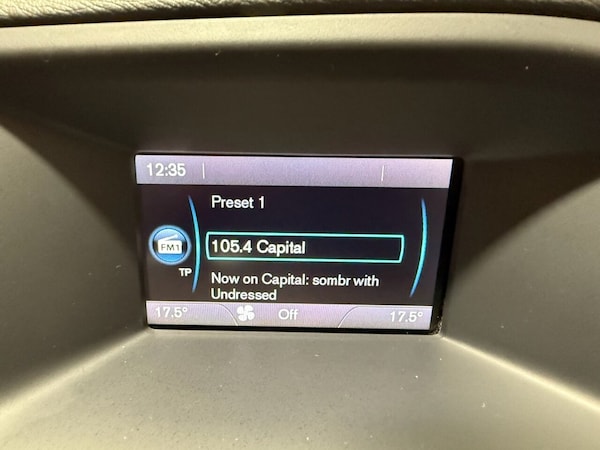 12:35
Preset 1
105.4 Capital
FM1
TP
Now on Capital: sombr with
Undressed
17.5°
Off
17.5°